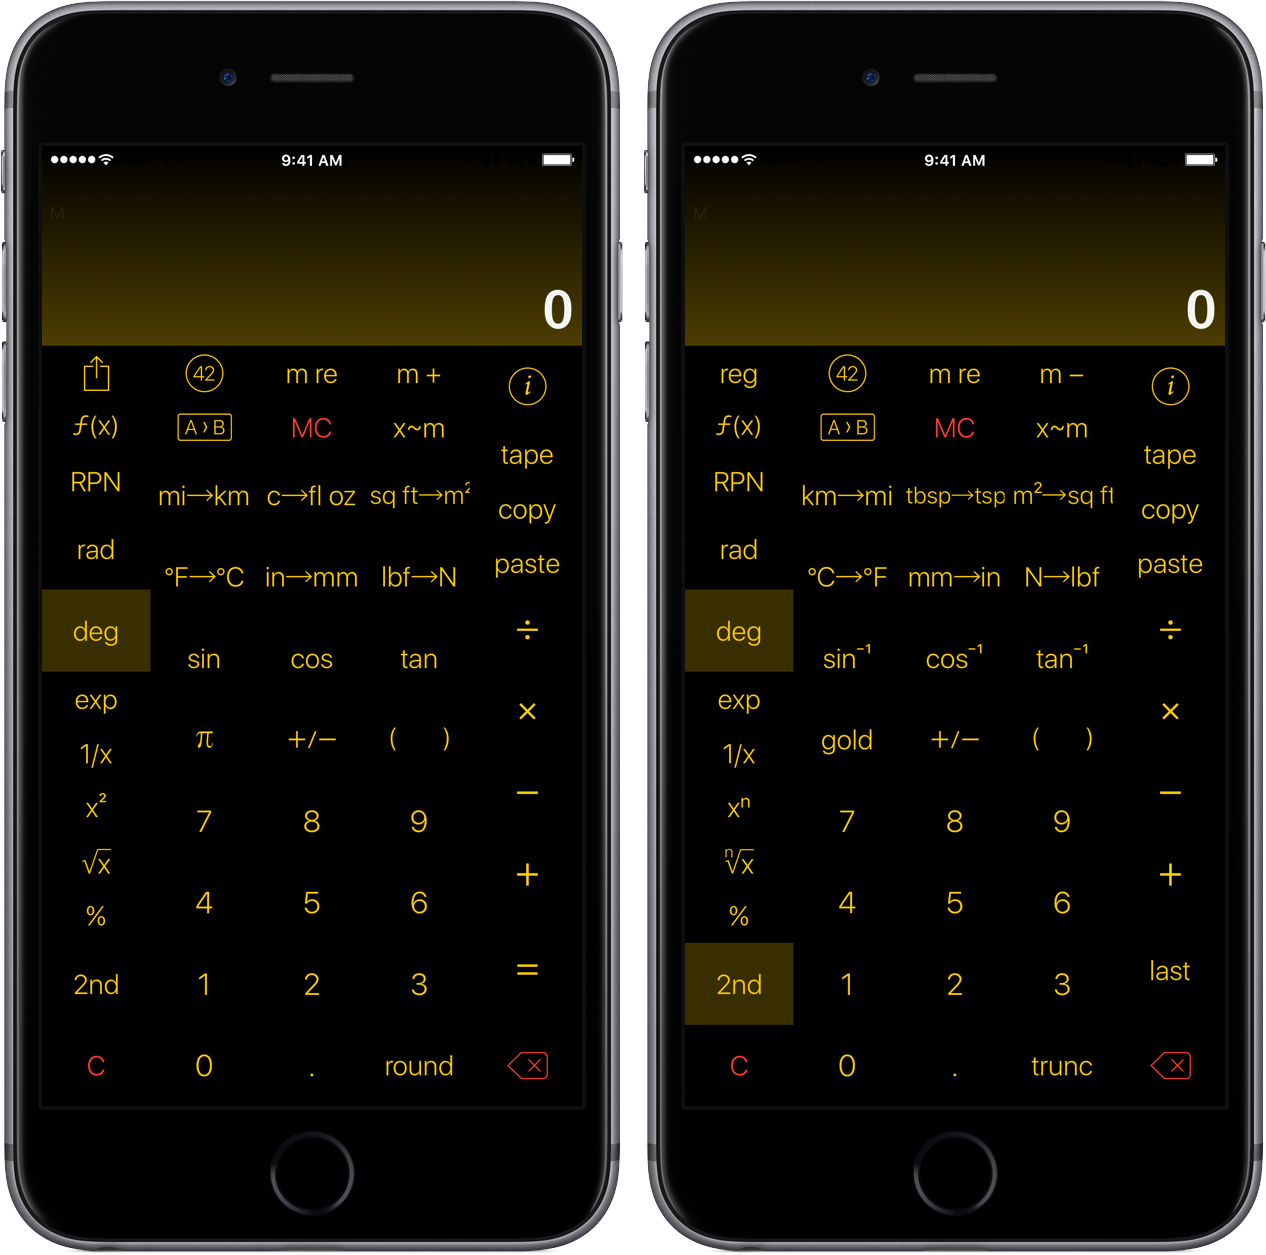 9:41 AM
M
0
42 m re m + i
ƒ(x) A›B MC x~m
tape
RPN mi→km c→fl oz sq ft→m²
copy
rad °F→°C in→mm lbf→N paste
deg ÷
sin cos tan
exp
×
π +/− ( )
1/x
x² 7 8 9 −
√x
4 5 6 +
%
2nd 1 2 3 =
C 0 . round
9:41 AM
M
0
reg 42 m re m − i
ƒ(x) A›B MC x~m
tape
RPN km→mi tbsp→tsp m²→sq ft
copy
rad °C→°F mm→in N→lbf paste
deg ÷
sin⁻¹ cos⁻¹ tan⁻¹
exp
×
gold +/− ( )
1/x
xⁿ 7 8 9 −
ⁿ√x
4 5 6 +
%
2nd 1 2 3 last
C 0 . trunc